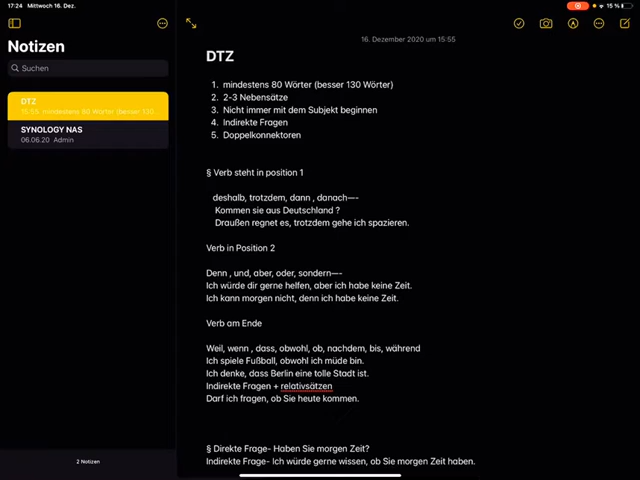 17:24 Mittwoch 16. Dez.
15 %
Notizen
Suchen
DTZ
15:55 mindestens 80 Wörter (besser 130
SYNOLOGY NAS
06.06.20 Admin
2 Notizen
16. Dezember 2020 um 15:55
DTZ
1. mindestens 80 Wörter (besser 130 Wörter)
2. 2-3 Nebensätze
3. Nicht immer mit dem Subjekt beginnen
4. Indirekte Fragen
5. Doppelkonnektoren
§ Verb steht in position 1
deshalb, trotzdem, dann , danach—-
Kommen sie aus Deutschland ?
Draußen regnet es, trotzdem gehe ich spazieren.
Verb in Position 2
Denn , und, aber, oder, sondern—-
Ich würde dir gerne helfen, aber ich habe keine Zeit.
Ich kann morgen nicht, denn ich habe keine Zeit.
Verb am Ende
Weil, wenn , dass, obwohl, ob, nachdem, bis, während
Ich spiele Fußball, obwohl ich müde bin.
Ich denke, dass Berlin eine tolle Stadt ist.
Indirekte Fragen + relativsätzen
Darf ich fragen, ob Sie heute kommen.
§ Direkte Frage- Haben Sie morgen Zeit?
Indirekte Frage- Ich würde gerne wissen, ob Sie morgen Zeit haben.